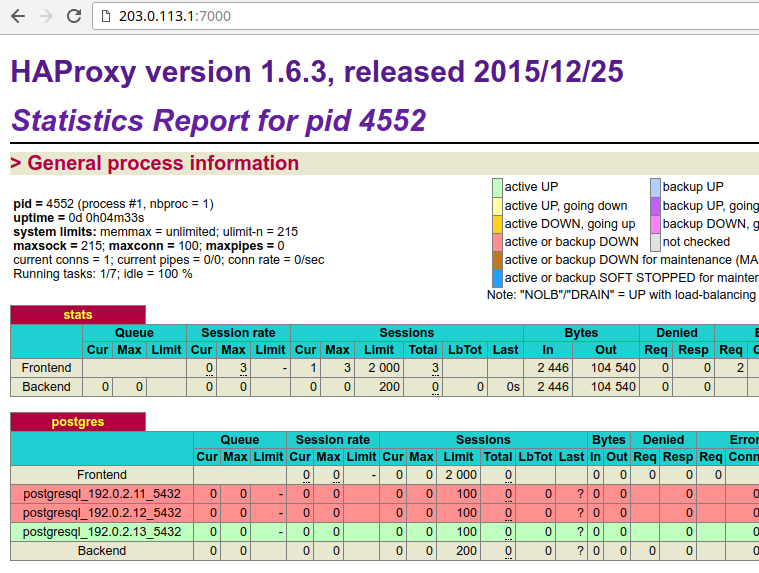 203.0.113.1:7000
HAProxy version 1.6.3, released 2015/12/25
Statistics Report for pid 4552
> General process information
pid = 4552 (process #1, nbproc = 1)
uptime = 0d 0h04m33s
system limits: memmax = unlimited; ulimit-n = 215
maxsock = 215; maxconn = 100; maxpipes = 0
current conns = 1; current pipes = 0/0; conn rate = 0/sec
Running tasks: 1/7; idle = 100 %
active UP backup UP
active UP, going down backup UP, going
active DOWN, going up backup DOWN, g
active or backup DOWN not checked
active or backup DOWN for maintenance (MA
active or backup SOFT STOPPED for mainten
Note: "NOLB"/"DRAIN" = UP with load-balancing
stats
Queue Session rate Sessions Bytes Denied E
Cur Max Limit Cur Max Limit Cur Max Limit Total LbTot Last In Out Req Resp Req C
Frontend 0 3 - 1 3 2 000 3 2 446 104 540 0 0 2
Backend 0 0 0 0 0 0 200 0 0 0s 2 446 104 540 0 0 0
postgres
Queue Session rate Sessions Bytes Denied Error
Cur Max Limit Cur Max Limit Cur Max Limit Total LbTot Last In Out Req Resp Req Conn
Frontend 0 0 - 0 0 2 000 0 0 0 0 0 0
postgresql_192.0.2.11_5432 0 0 - 0 0 0 0 100 0 0 ? 0 0 0 0
postgresql_192.0.2.12_5432 0 0 - 0 0 0 0 100 0 0 ? 0 0 0 0
postgresql_192.0.2.13_5432 0 0 - 0 0 0 0 100 0 0 ? 0 0 0 0
Backend 0 0 0 0 0 0 200 0 0 ? 0 0 0 0 0